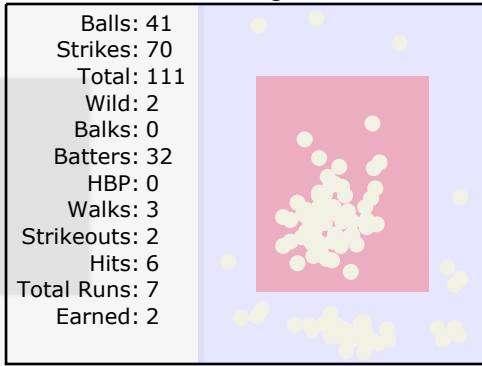 Balls: 41
Strikes: 70
Total: 111
Wild: 2
Balks: 0
Batters: 32
HBP: 0
Walks: 3
Strikeouts: 2
Hits: 6
Total Runs: 7
Earned: 2